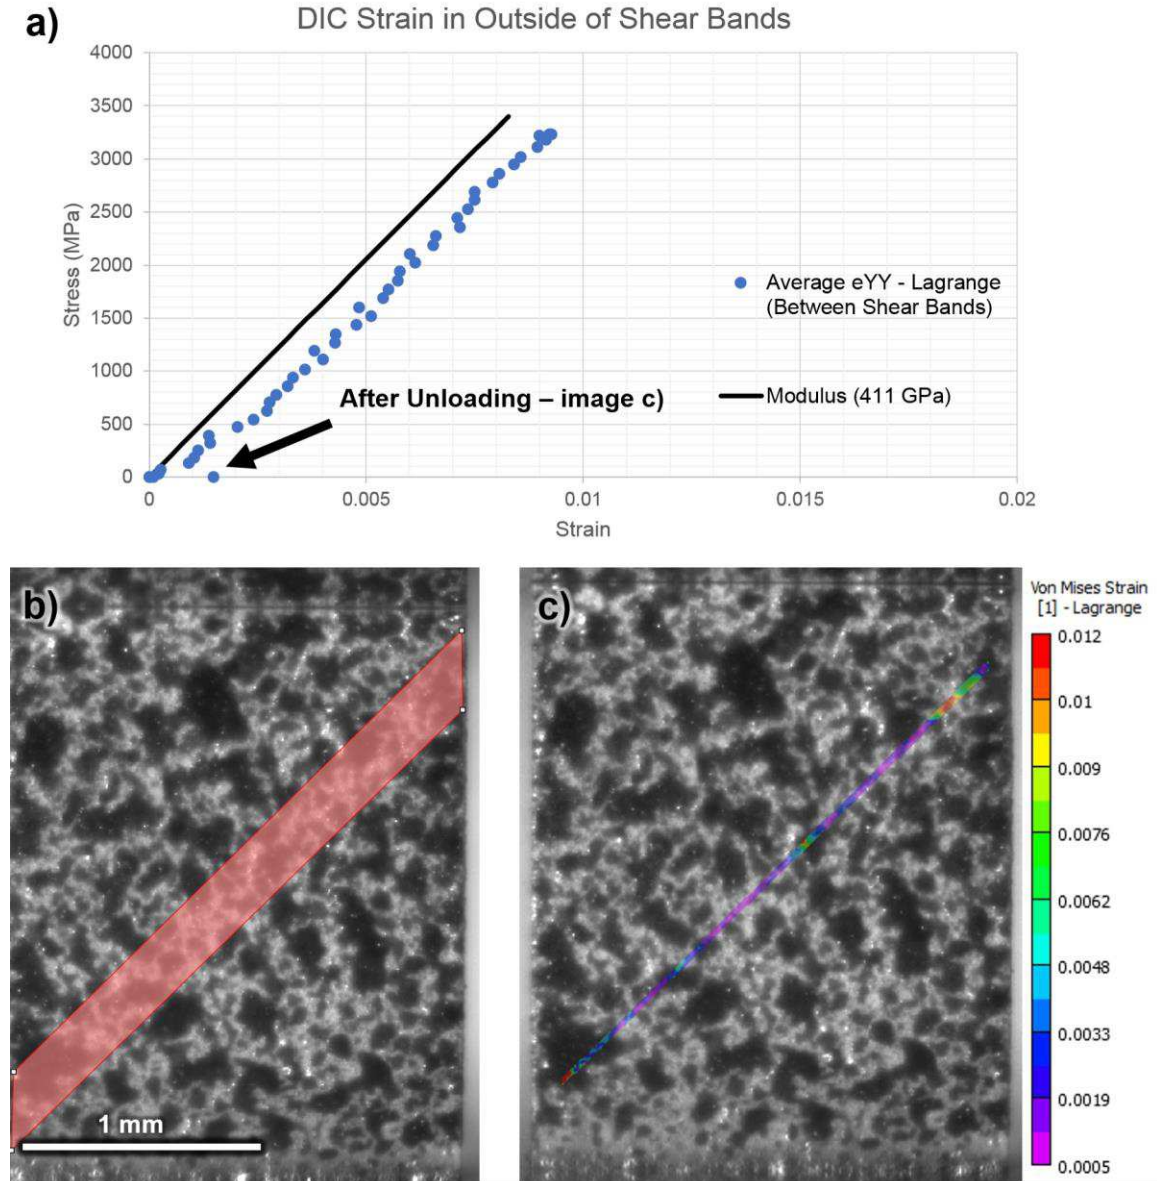 a)
DIC Strain in Outside of Shear Bands
4000
3500
3000
2500
2000
1500
1000
500
0
Stress (MPa)
Average eYY - Lagrange
(Between Shear Bands)
After Unloading – image c)
Modulus (411 GPa)
0 0.005 0.01 0.015 0.02
Strain
b)
1 mm
c)
Von Mises Strain
[1] - Lagrange
0.012
0.01
0.009
0.0076
0.0062
0.0048
0.0033
0.0019
0.0005